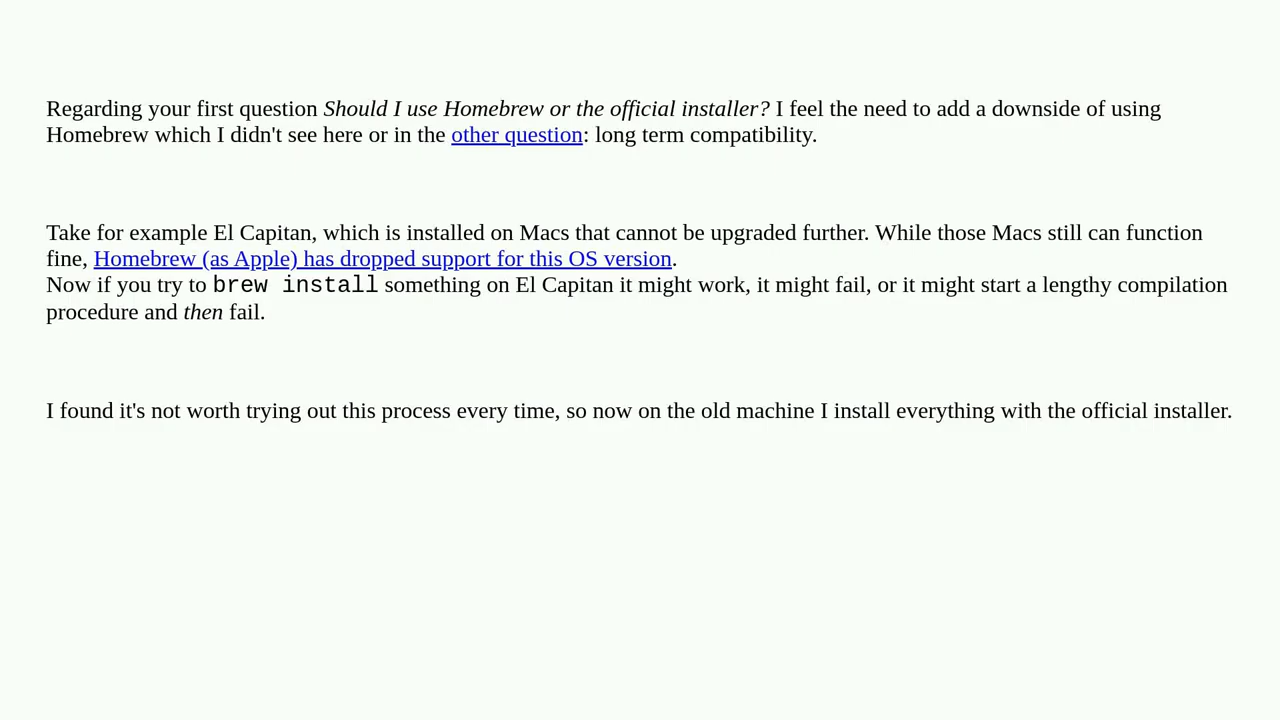 Regarding your first question Should I use Homebrew or the official installer? I feel the need to add a downside of using
Homebrew which I didn't see here or in the other question: long term compatibility.
Take for example El Capitan, which is installed on Macs that cannot be upgraded further. While those Macs still can function
fine, Homebrew (as Apple) has dropped support for this OS version.
Now if you try to brew install something on El Capitan it might work, it might fail, or it might start a lengthy compilation
procedure and then fail.
I found it's not worth trying out this process every time, so now on the old machine I install everything with the official installer.